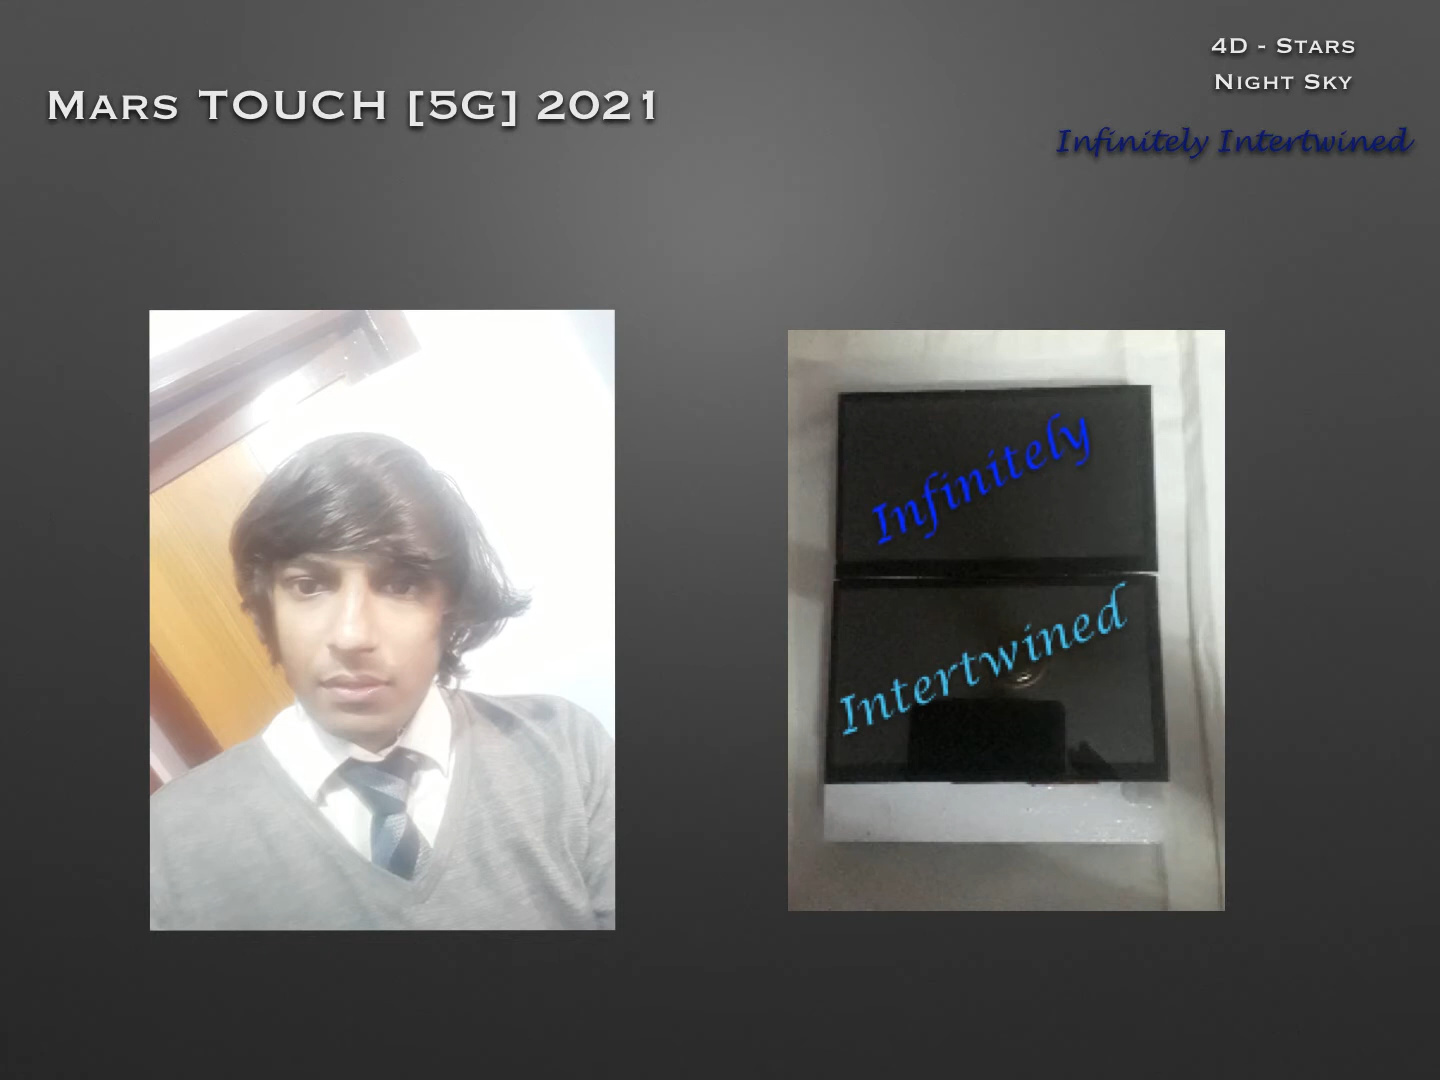 4D - Stars
Night Sky
Mars TOUCH [5G] 2021
Infinitely Intertwined
Infinitely
Intertwined